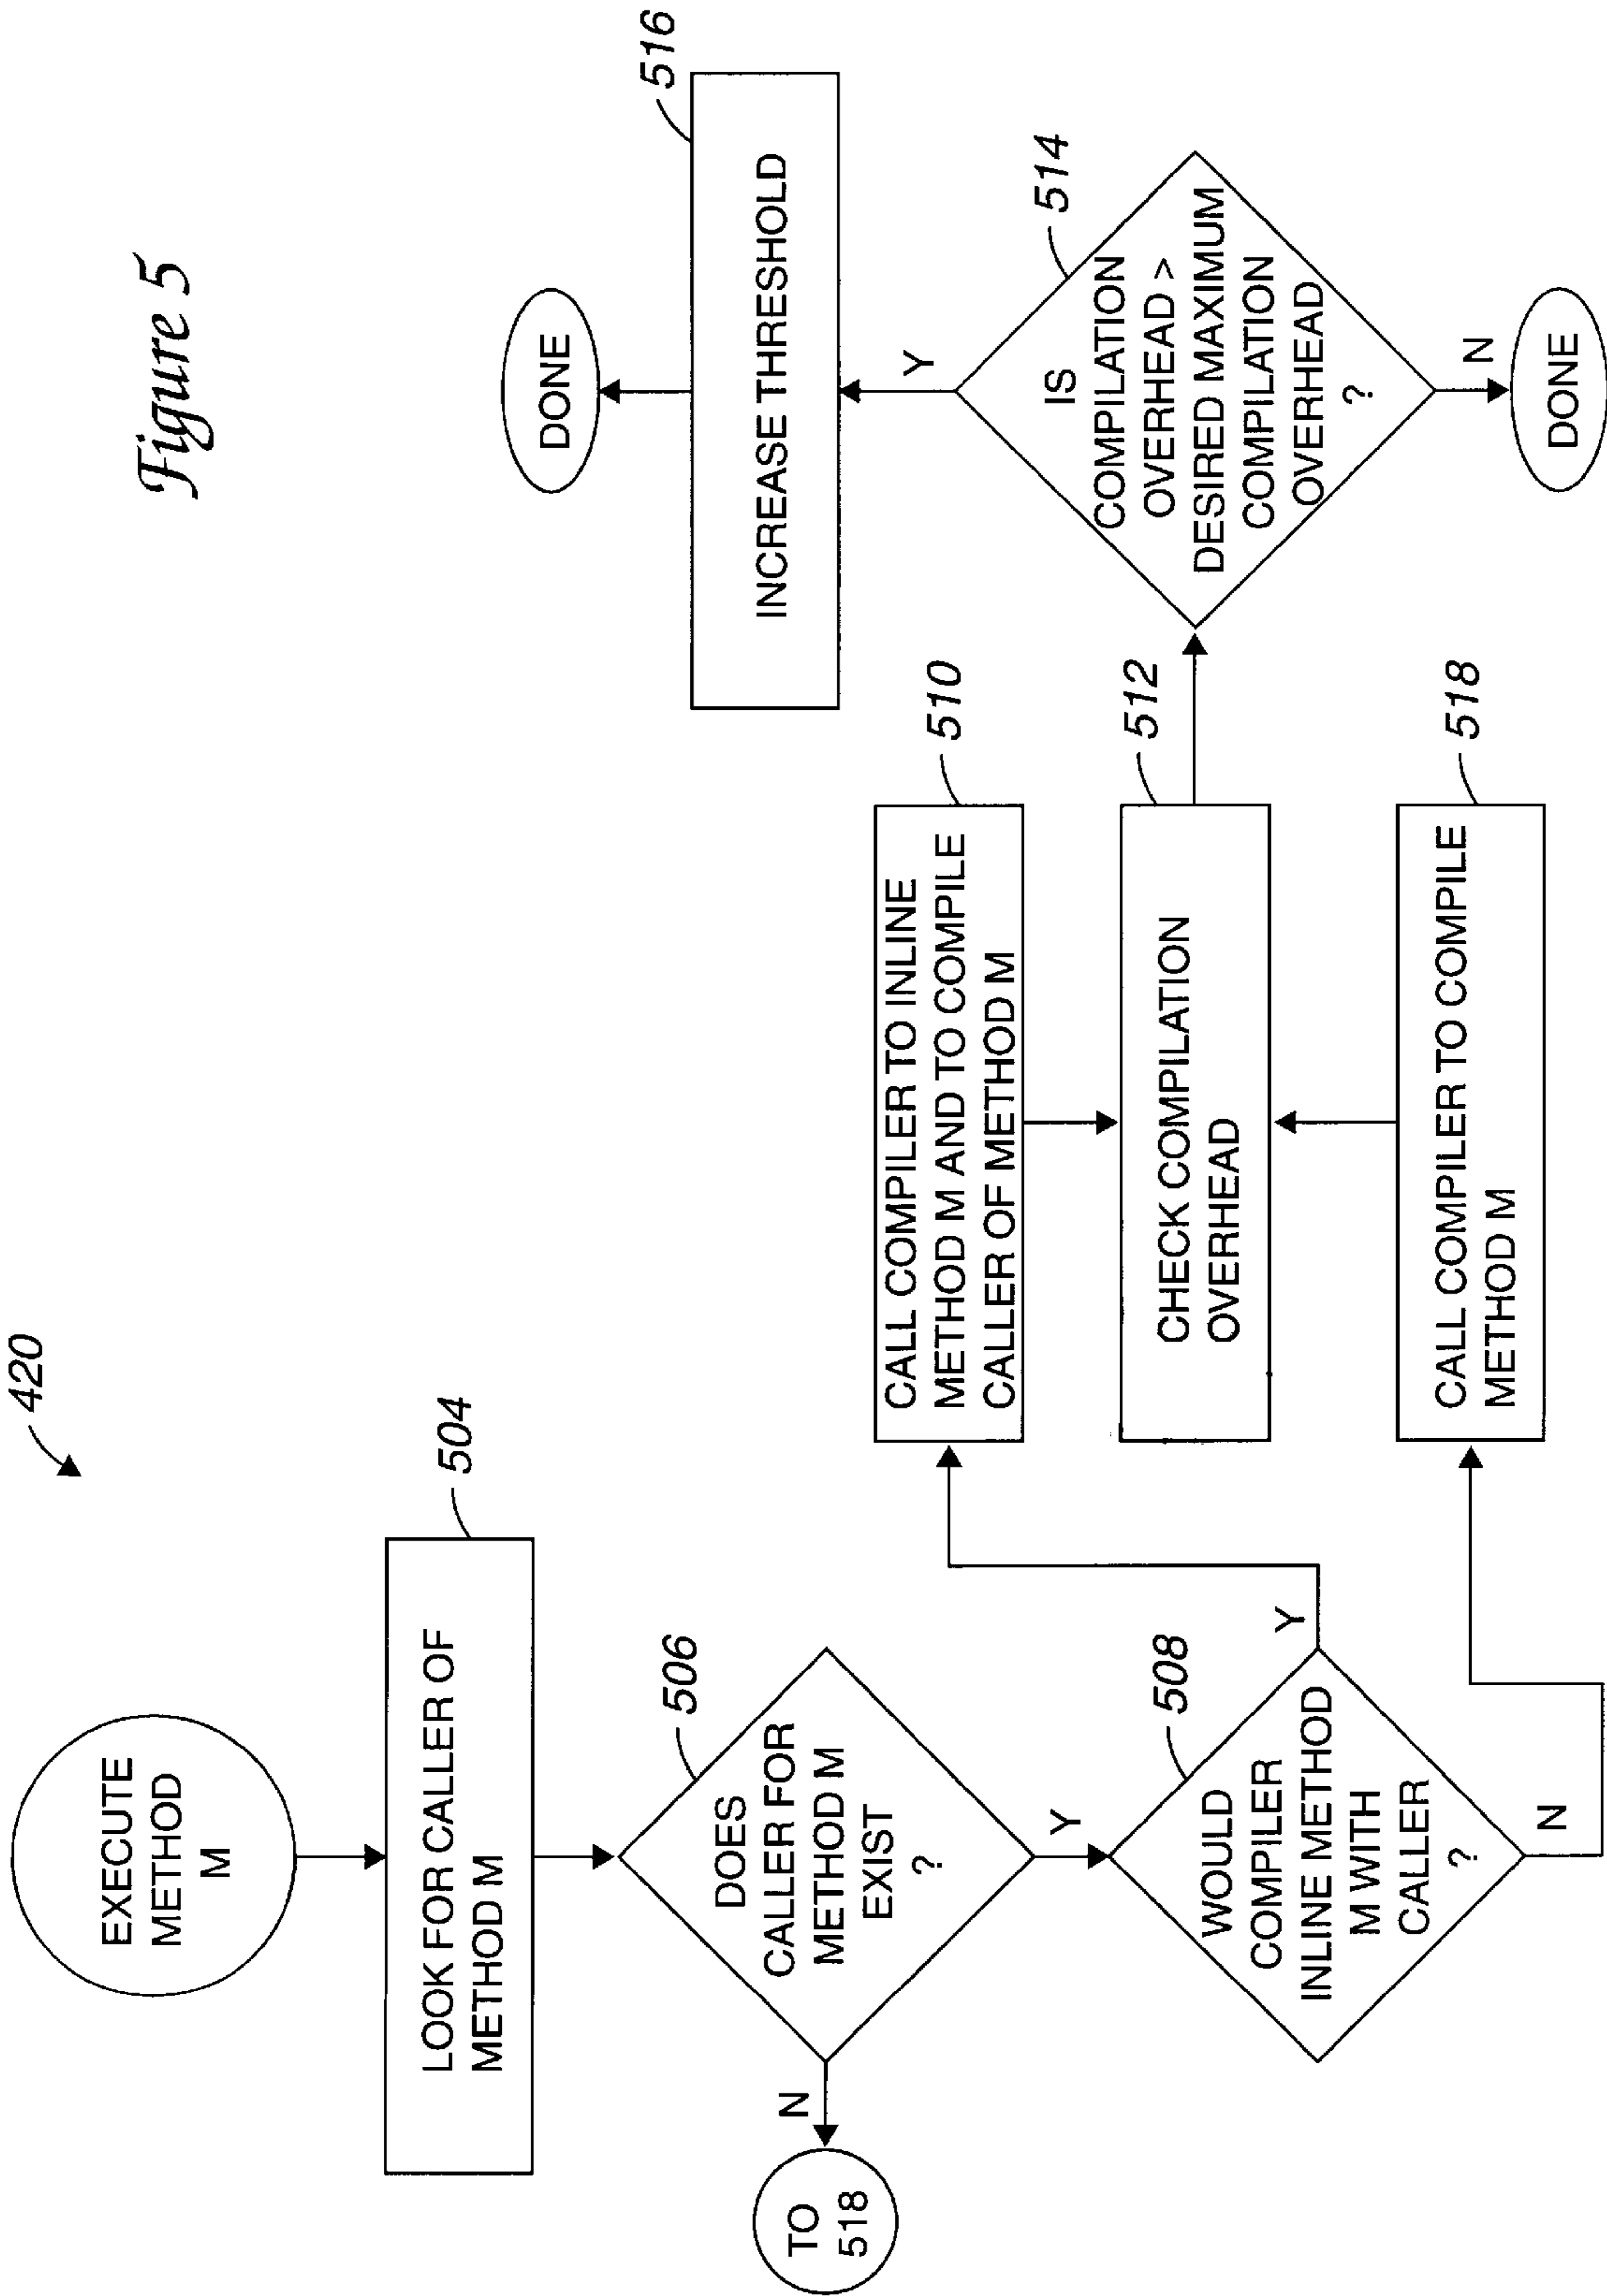 Figure 5
420
EXECUTE
METHOD
M
504
LOOK FOR CALLER OF
METHOD M
506
DOES
CALLER FOR
METHOD M
EXIST
?
N
TO
518
Y
508
WOULD
COMPILER
INLINE METHOD
M WITH
CALLER
?
Y
N
510
CALL COMPILER TO INLINE
METHOD M AND TO COMPILE
CALLER OF METHOD M
512
CHECK COMPILATION
OVERHEAD
518
CALL COMPILER TO COMPILE
METHOD M
514
IS
COMPILATION
OVERHEAD >
DESIRED MAXIMUM
COMPILATION
OVERHEAD
?
Y
N
516
INCREASE THRESHOLD
DONE
DONE